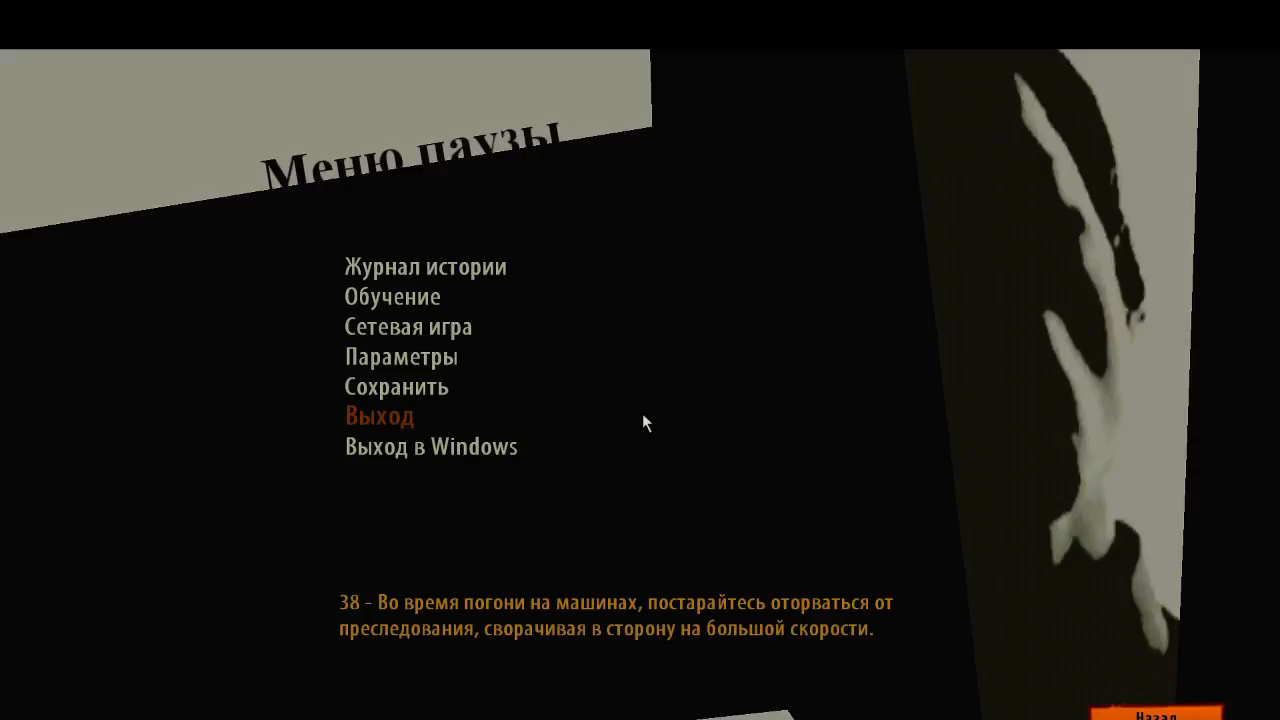 Меню паузы
Журнал истории
Обучение
Сетевая игра
Параметры
Сохранить
Выход
Выход в Windows
38 - Во время погони на машинах, постарайтесь оторваться от
преследования, сворачивая в сторону на большой скорости.
Назад